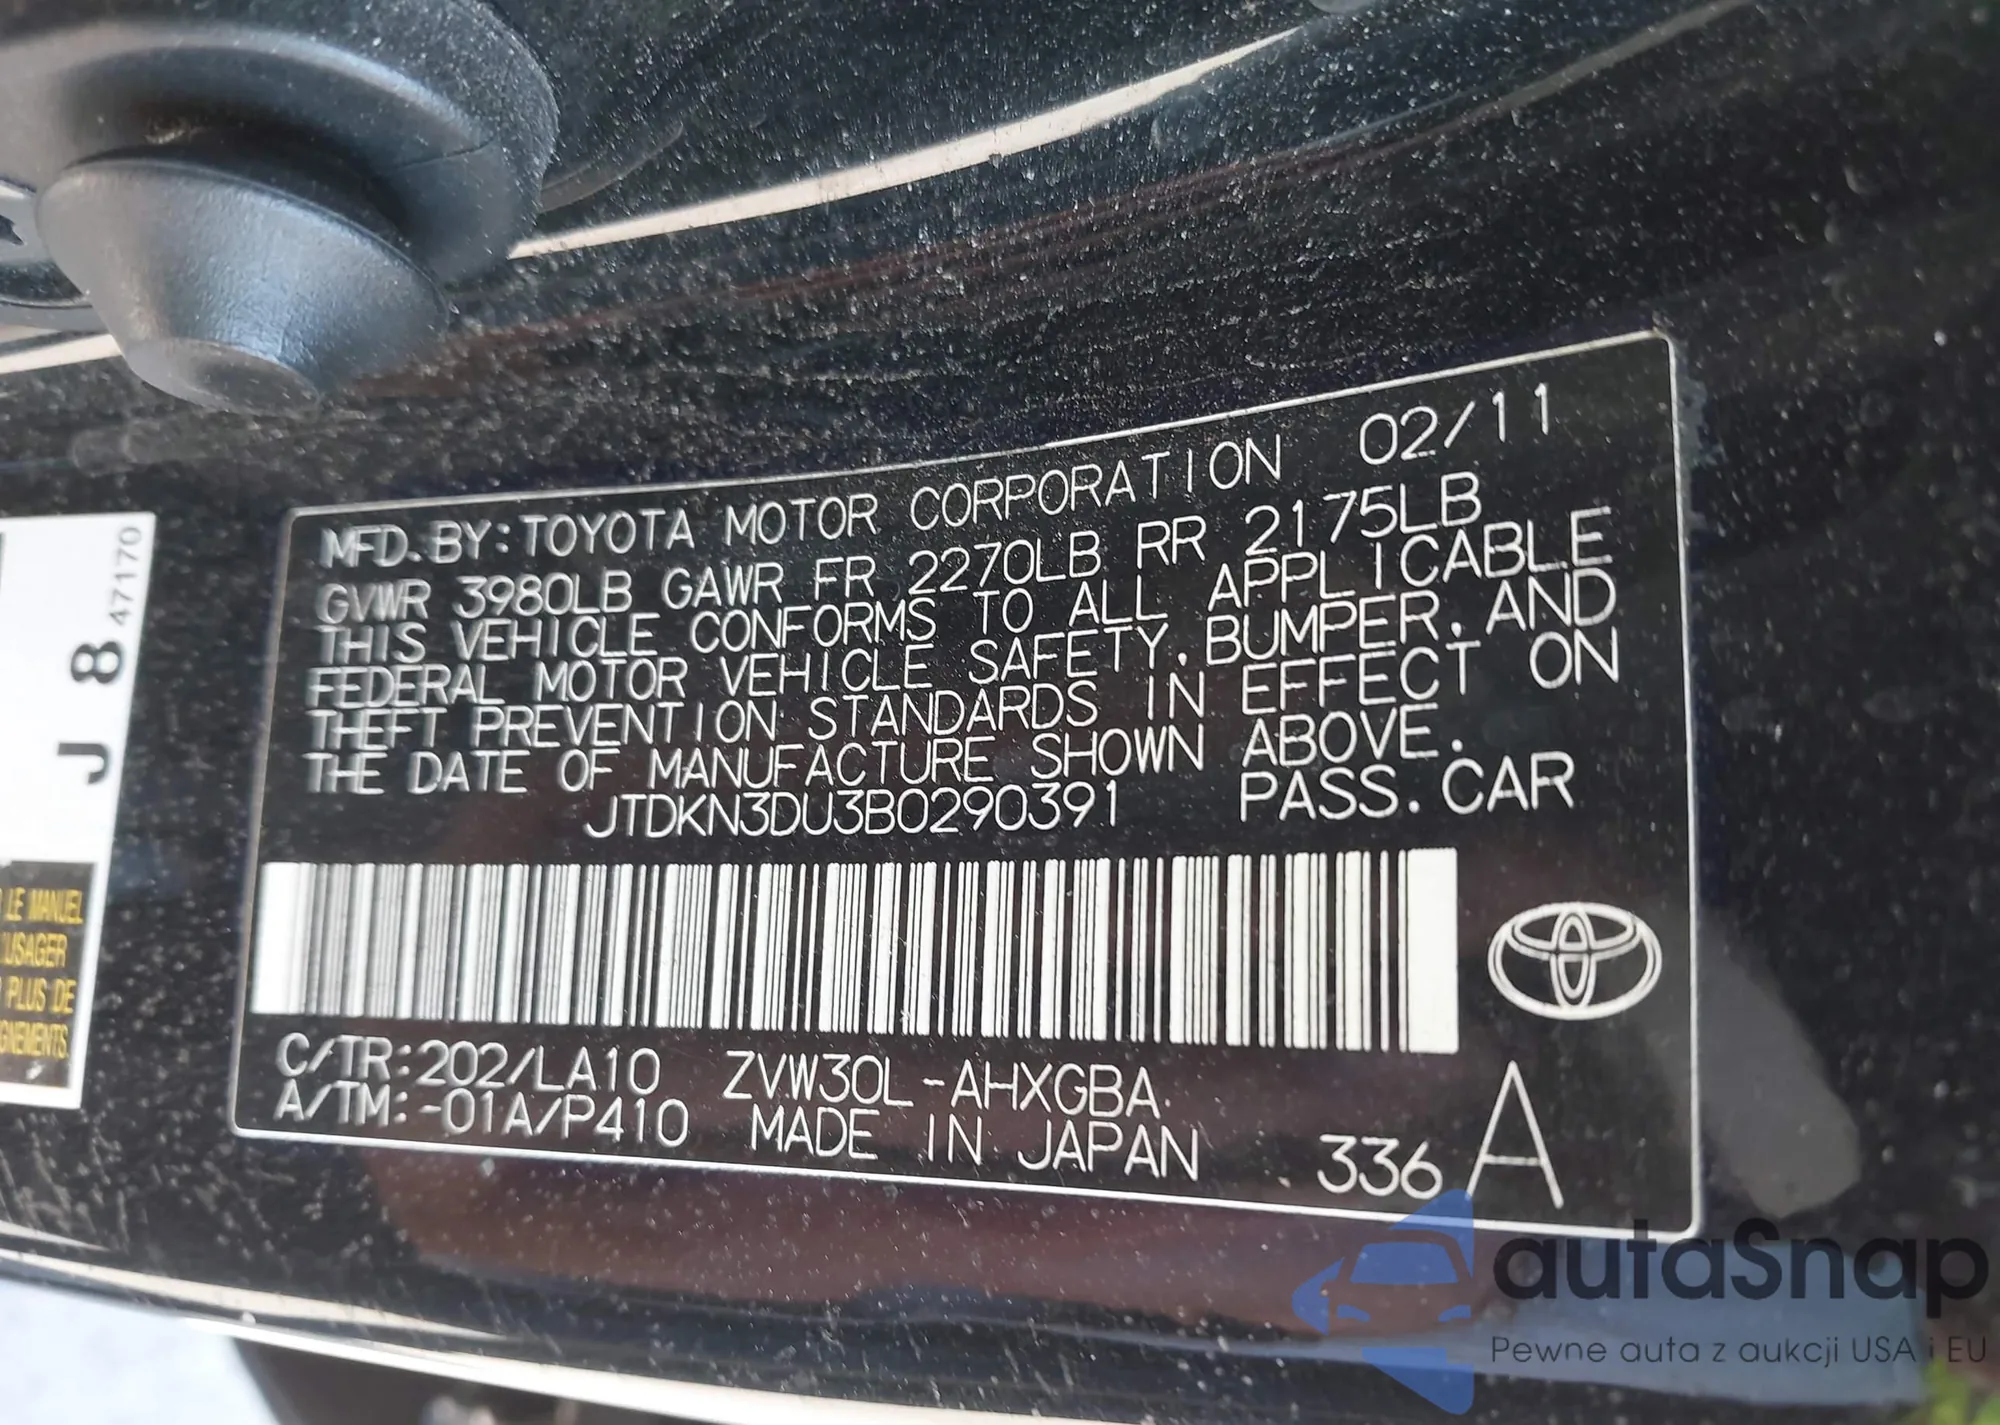 MFD. BY: TOYOTA MOTOR CORPORATION 02/11
GVWR 3980LB GAWR FR 2270LB RR 2175LB
THIS VEHICLE CONFORMS TO ALL APPLICABLE
FEDERAL MOTOR VEHICLE SAFETY, BUMPER, AND
THEFT PREVENTION STANDARDS IN EFFECT ON
THE DATE OF MANUFACTURE SHOWN ABOVE.
JTDKN3DU3B0290391 PASS. CAR
C/TR: 202/LA10 ZVW30L-AHXGBA
A/TM: -01A/P410 MADE IN JAPAN 336 A
J 8 47170
LE MANUEL
USAGER
PLUS DE
autaSnap
Pewne auta z aukcji USA i EU